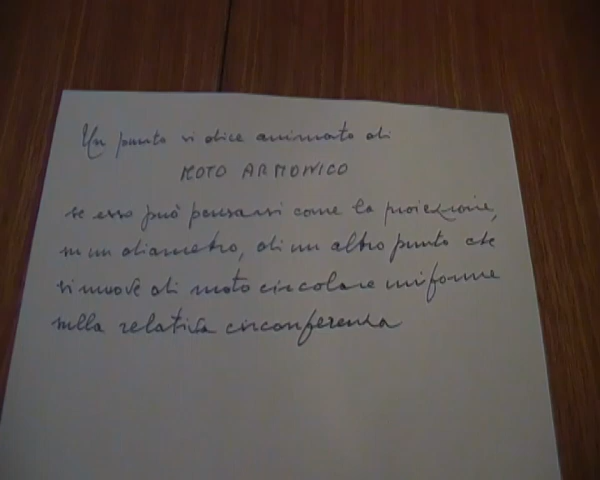 Un punto si dice animato di
MOTO ARMONICO
se esso può pensarsi come la proiezione,
su un diametro, di un altro punto che
si muove di moto circolare uniforme
sulla relativa circonferenza